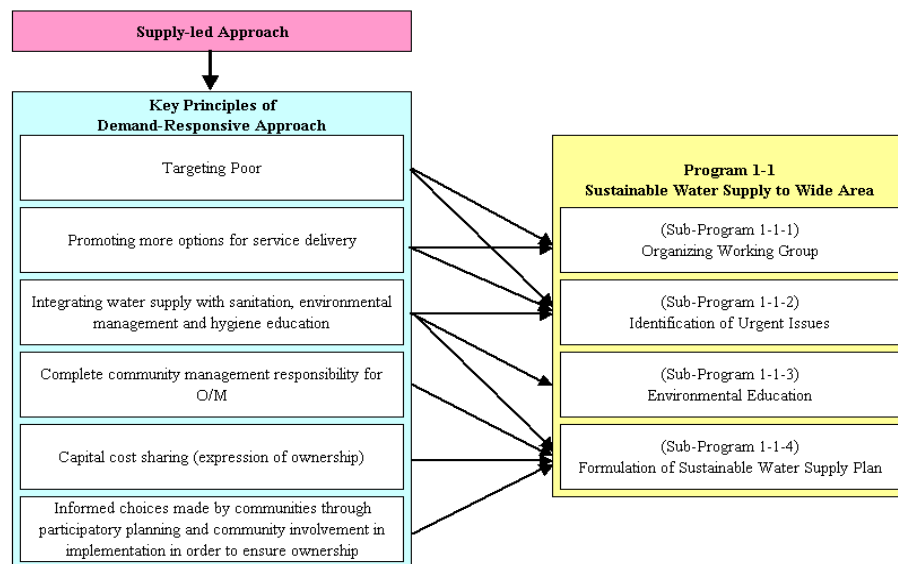 Supply-led Approach
Key Principles of
Demand-Responsive Approach
Targeting Poor
Promoting more options for service delivery
Integrating water supply with sanitation, environmental
management and hygiene education
Complete community management responsibility for
O/M
Capital cost sharing (expression of ownership)
Informed choices made by communities through
participatory planning and community involvement in
implementation in order to ensure ownership
Program 1-1
Sustainable Water Supply to Wide Area
(Sub-Program 1-1-1)
Organizing Working Group
(Sub-Program 1-1-2)
Identification of Urgent Issues
(Sub-Program 1-1-3)
Environmental Education
(Sub-Program 1-1-4)
Formulation of Sustainable Water Supply Plan